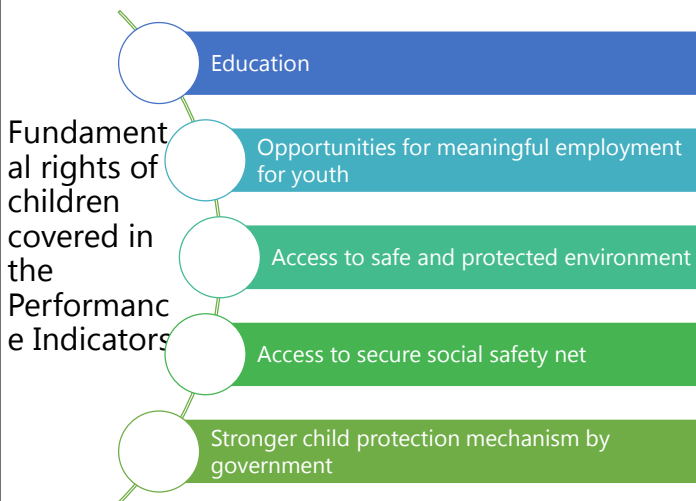 Fundament
al rights of
children
covered in
the
Performanc
e Indicators
Education
Opportunities for meaningful employment
for youth
Access to safe and protected environment
Access to secure social safety net
Stronger child protection mechanism by
government